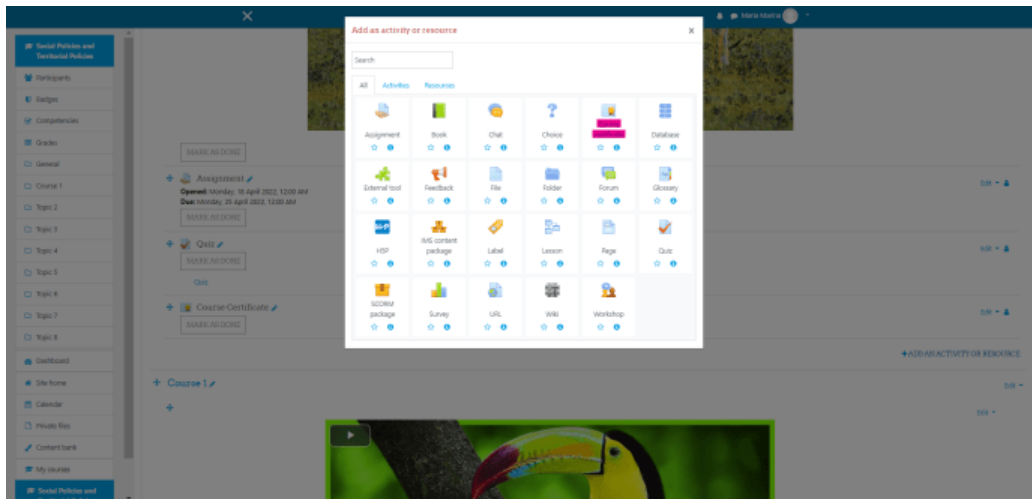 Maria Marina
Add an activity or resource
x
Search
All Activities Resources
Assignment Book Chat Choice Database
External tool Feedback File Folder Forum Glossary
H5P IMS content package Label Lesson Page Quiz
SCORM package Survey URL Wiki Workshop
Social Policies and
Territorial Policies
Participants
Badges
Competencies
Grades
General
Course 1
Topic 2
Topic 3
Topic 4
Topic 5
Topic 6
Topic 7
Topic 8
Dashboard
Site home
Calendar
Private files
Content bank
My courses
Social Policies and
MARK AS DONE
Assignment
Edit
Opened: Monday, 18 April 2022, 12:00 AM
Due: Monday, 25 April 2022, 12:00 AM
MARK AS DONE
Quiz
Edit
MARK AS DONE
Quiz
Course Certificate
Edit
MARK AS DONE
+ADD AN ACTIVITY OR RESOURCE
Course 1
Edit
Edit